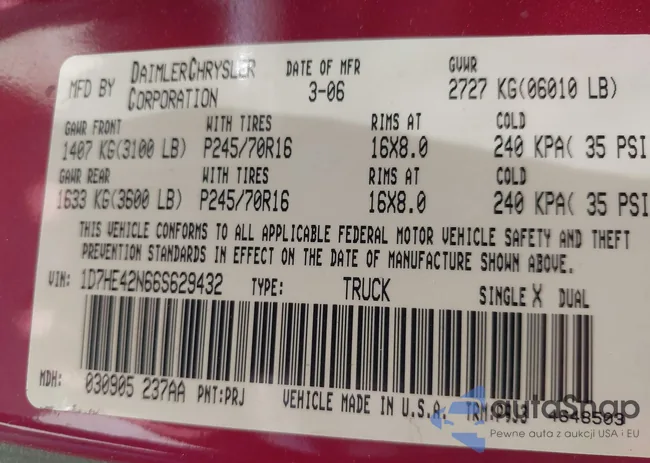 MFD BY DAIMLERCHRYSLER CORPORATION DATE OF MFR 3-06 GVWR 2727 KG(06010 LB)
GAWR FRONT WITH TIRES RIMS AT COLD
1407 KG(3100 LB) P245/70R16 16X8.0 240 KPA( 35 PSI
GAWR REAR WITH TIRES RIMS AT COLD
1633 KG(3600 LB) P245/70R16 16X8.0 240 KPA( 35 PSI
THIS VEHICLE CONFORMS TO ALL APPLICABLE FEDERAL MOTOR VEHICLE SAFETY AND THEFT
PREVENTION STANDARDS IN EFFECT ON THE DATE OF MANUFACTURE SHOWN ABOVE.
VIN: 1D7HE42N66S629432 TYPE: TRUCK SINGLE X DUAL
MDH: 030905 237AA PNT:PRJ VEHICLE MADE IN U.S.A. TRM: 4648503
autoSnap
Pewne auta z aukcji USA i EU